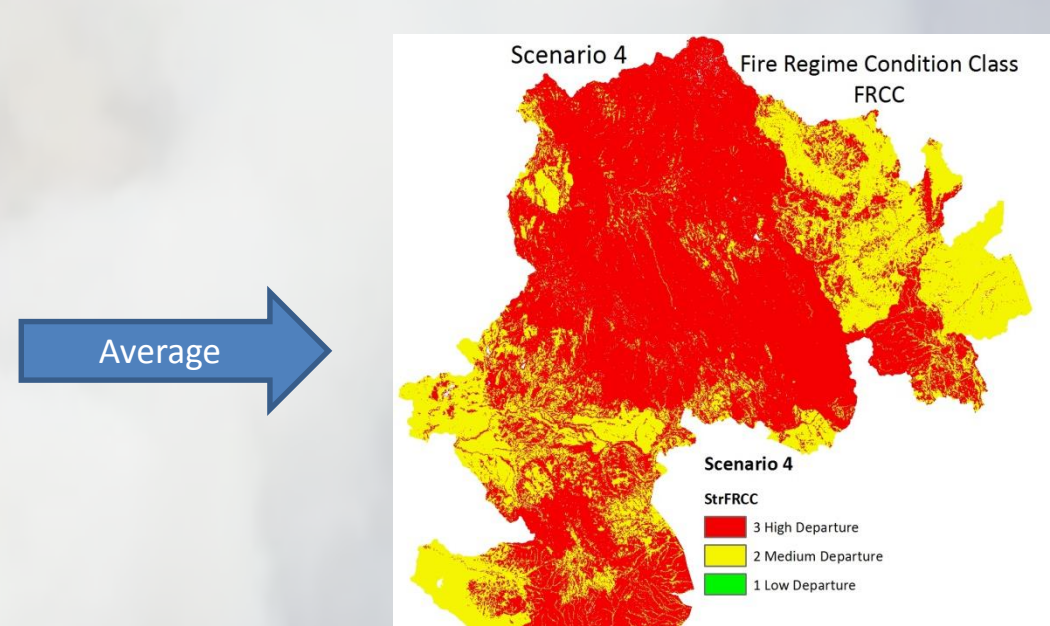 Scenario 4
Fire Regime Condition Class
FRCC
Average
Scenario 4
StrFRCC
3 High Departure
2 Medium Departure
1 Low Departure